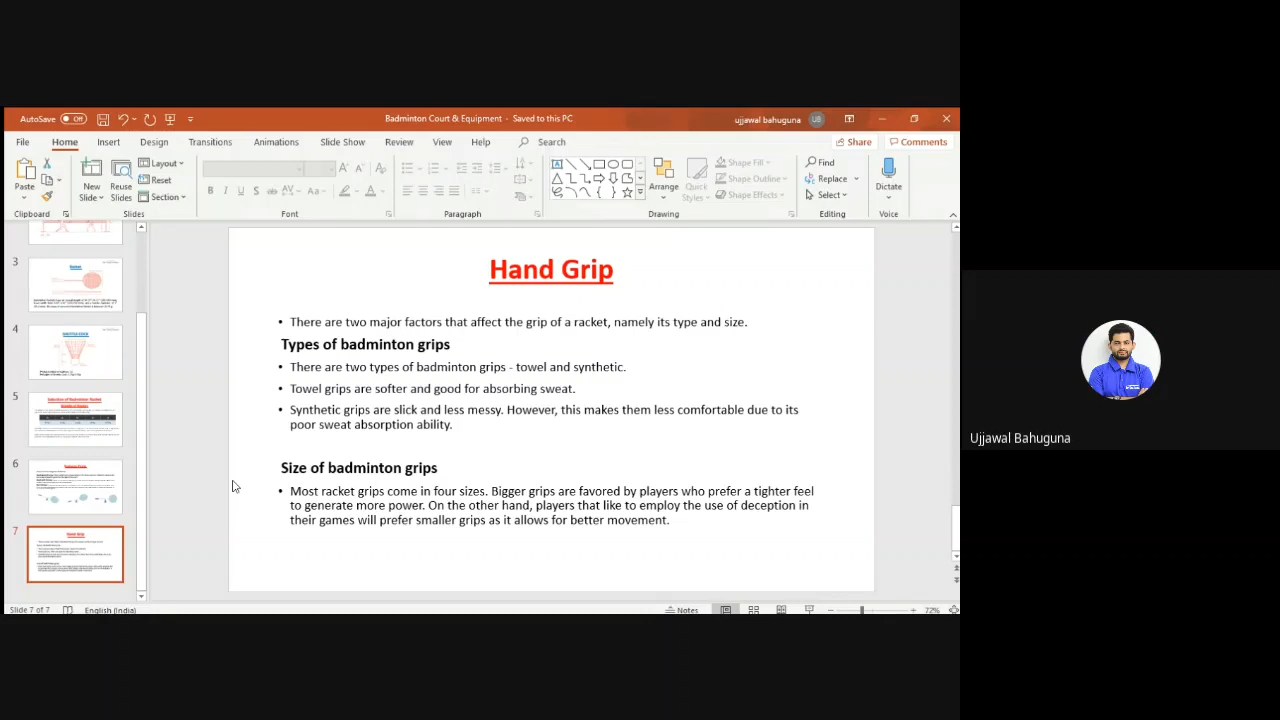 AutoSave Off
Badminton Court & Equipment - Saved to this PC
ujjawal bahuguna UB
File Home Insert Design Transitions Animations Slide Show Review View Help Search
Share Comments
Paste
New Slide
Reuse Slides
Layout
Reset
Section
Arrange
Quick Styles
Shape Fill
Shape Outline
Shape Effects
Find
Replace
Select
Dictate
Clipboard Slides Font Paragraph Drawing Editing Voice
3
4
5
6
7
Hand Grip
• There are two major factors that affect the grip of a racket, namely its type and size.
Types of badminton grips
• There are two types of badminton grips - towel and synthetic.
• Towel grips are softer and good for absorbing sweat.
• Synthetic grips are slick and less messy. However, this makes them less comfortable due to its
poor sweat absorption ability.
Size of badminton grips
• Most racket grips come in four sizes. Bigger grips are favored by players who prefer a tighter feel
to generate more power. On the other hand, players that like to employ the use of deception in
their games will prefer smaller grips as it allows for better movement.
Slide 7 of 7 English (India) Notes 72%
Ujjawal Bahuguna